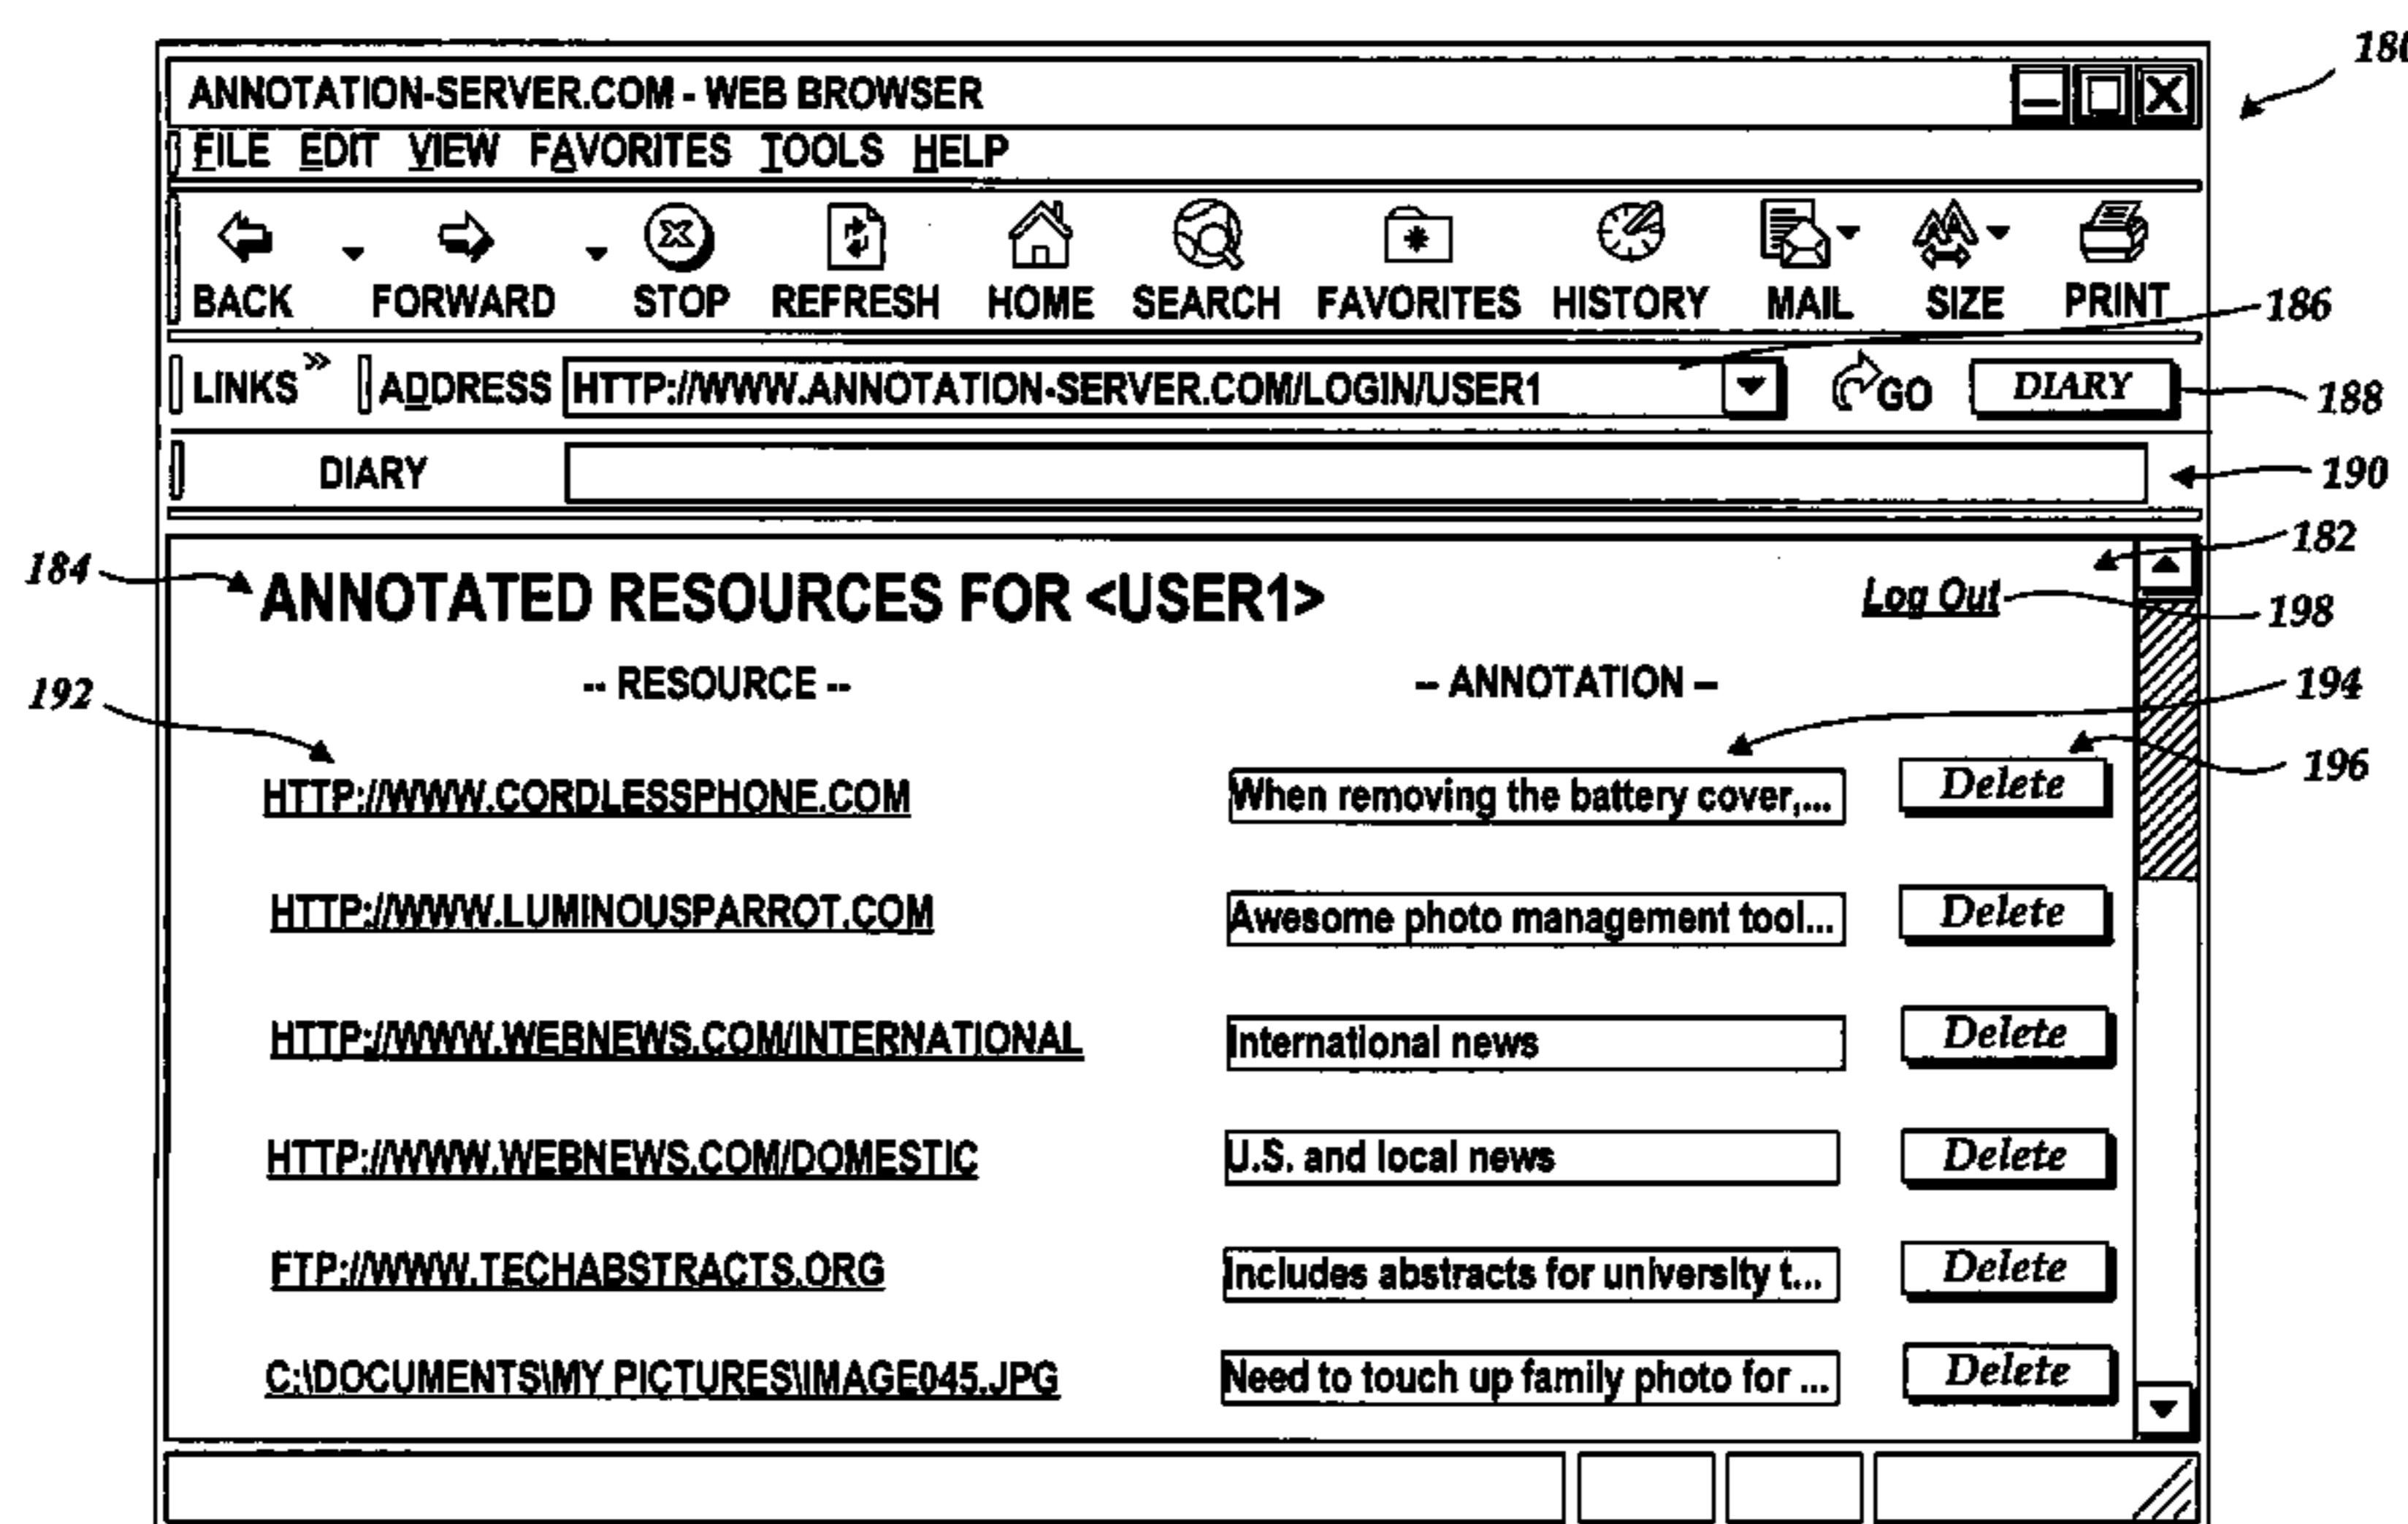 180
ANNOTATION-SERVER.COM - WEB BROWSER
FILE EDIT VIEW FAVORITES TOOLS HELP
BACK FORWARD STOP REFRESH HOME SEARCH FAVORITES HISTORY MAIL SIZE PRINT
186
LINKS » ADDRESS HTTP://WWW.ANNOTATION-SERVER.COM/LOGIN/USER1 GO DIARY 188
DIARY 190
182
184 ANNOTATED RESOURCES FOR <USER1> Log Out 198
192 -- RESOURCE -- -- ANNOTATION -- 194
196
HTTP://WWW.CORDLESSPHONE.COM When removing the battery cover,... Delete
HTTP://WWW.LUMINOUSPARROT.COM Awesome photo management tool... Delete
HTTP://WWW.WEBNEWS.COM/INTERNATIONAL International news Delete
HTTP://WWW.WEBNEWS.COM/DOMESTIC U.S. and local news Delete
FTP://WWW.TECHABSTRACTS.ORG Includes abstracts for university t... Delete
C:\DOCUMENTS\MY PICTURES\IMAGE045.JPG Need to touch up family photo for ... Delete